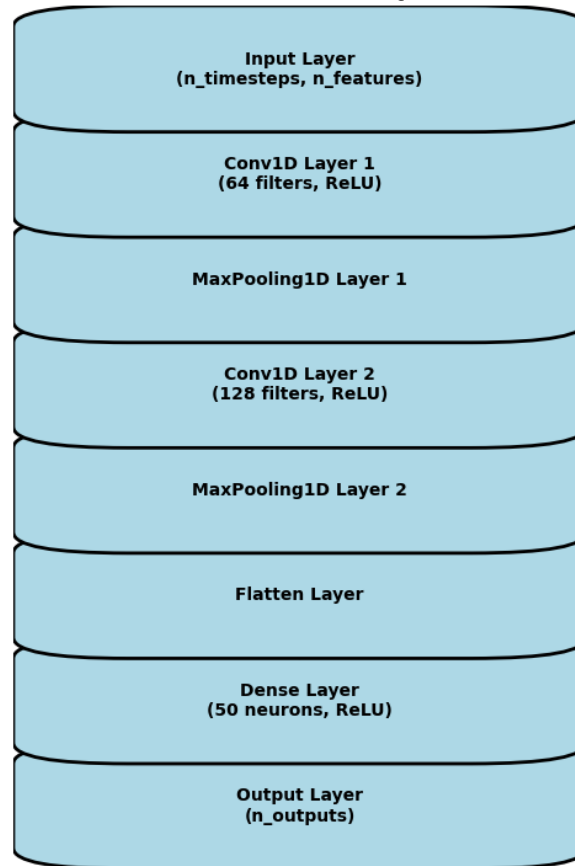 Input Layer
(n_timesteps, n_features)
Conv1D Layer 1
(64 filters, ReLU)
MaxPooling1D Layer 1
Conv1D Layer 2
(128 filters, ReLU)
MaxPooling1D Layer 2
Flatten Layer
Dense Layer
(50 neurons, ReLU)
Output Layer
(n_outputs)